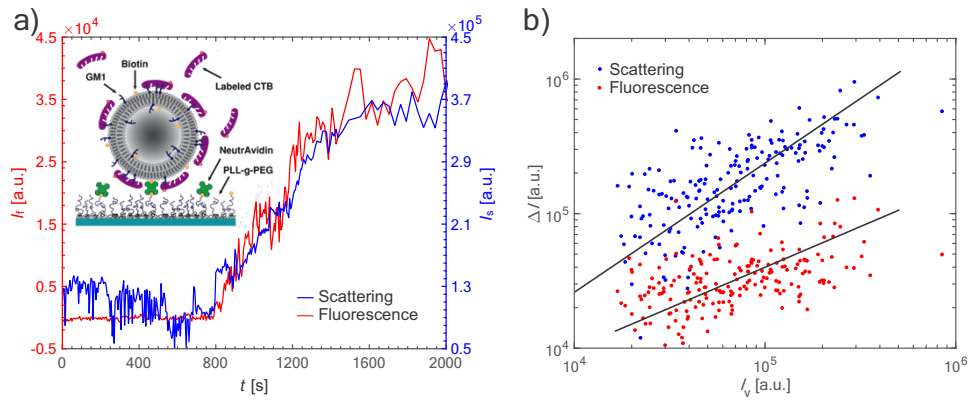 a)
×10⁴
×10⁵
4.5
3.5
2.5
1.5
0.5
-0.5
I_f [a.u.]
4.5
3.7
2.9
2.1
1.3
0.5
I_s [a.u.]
Biotin
GM1
Labeled CTB
NeutrAvidin
PLL-g-PEG
Scattering
Fluorescence
0 400 800 1200 1600 2000
t [s]
b)
Scattering
Fluorescence
10⁶
10⁵
10⁴
ΔI [a.u.]
10⁴ 10⁵ 10⁶
I_v [a.u.]